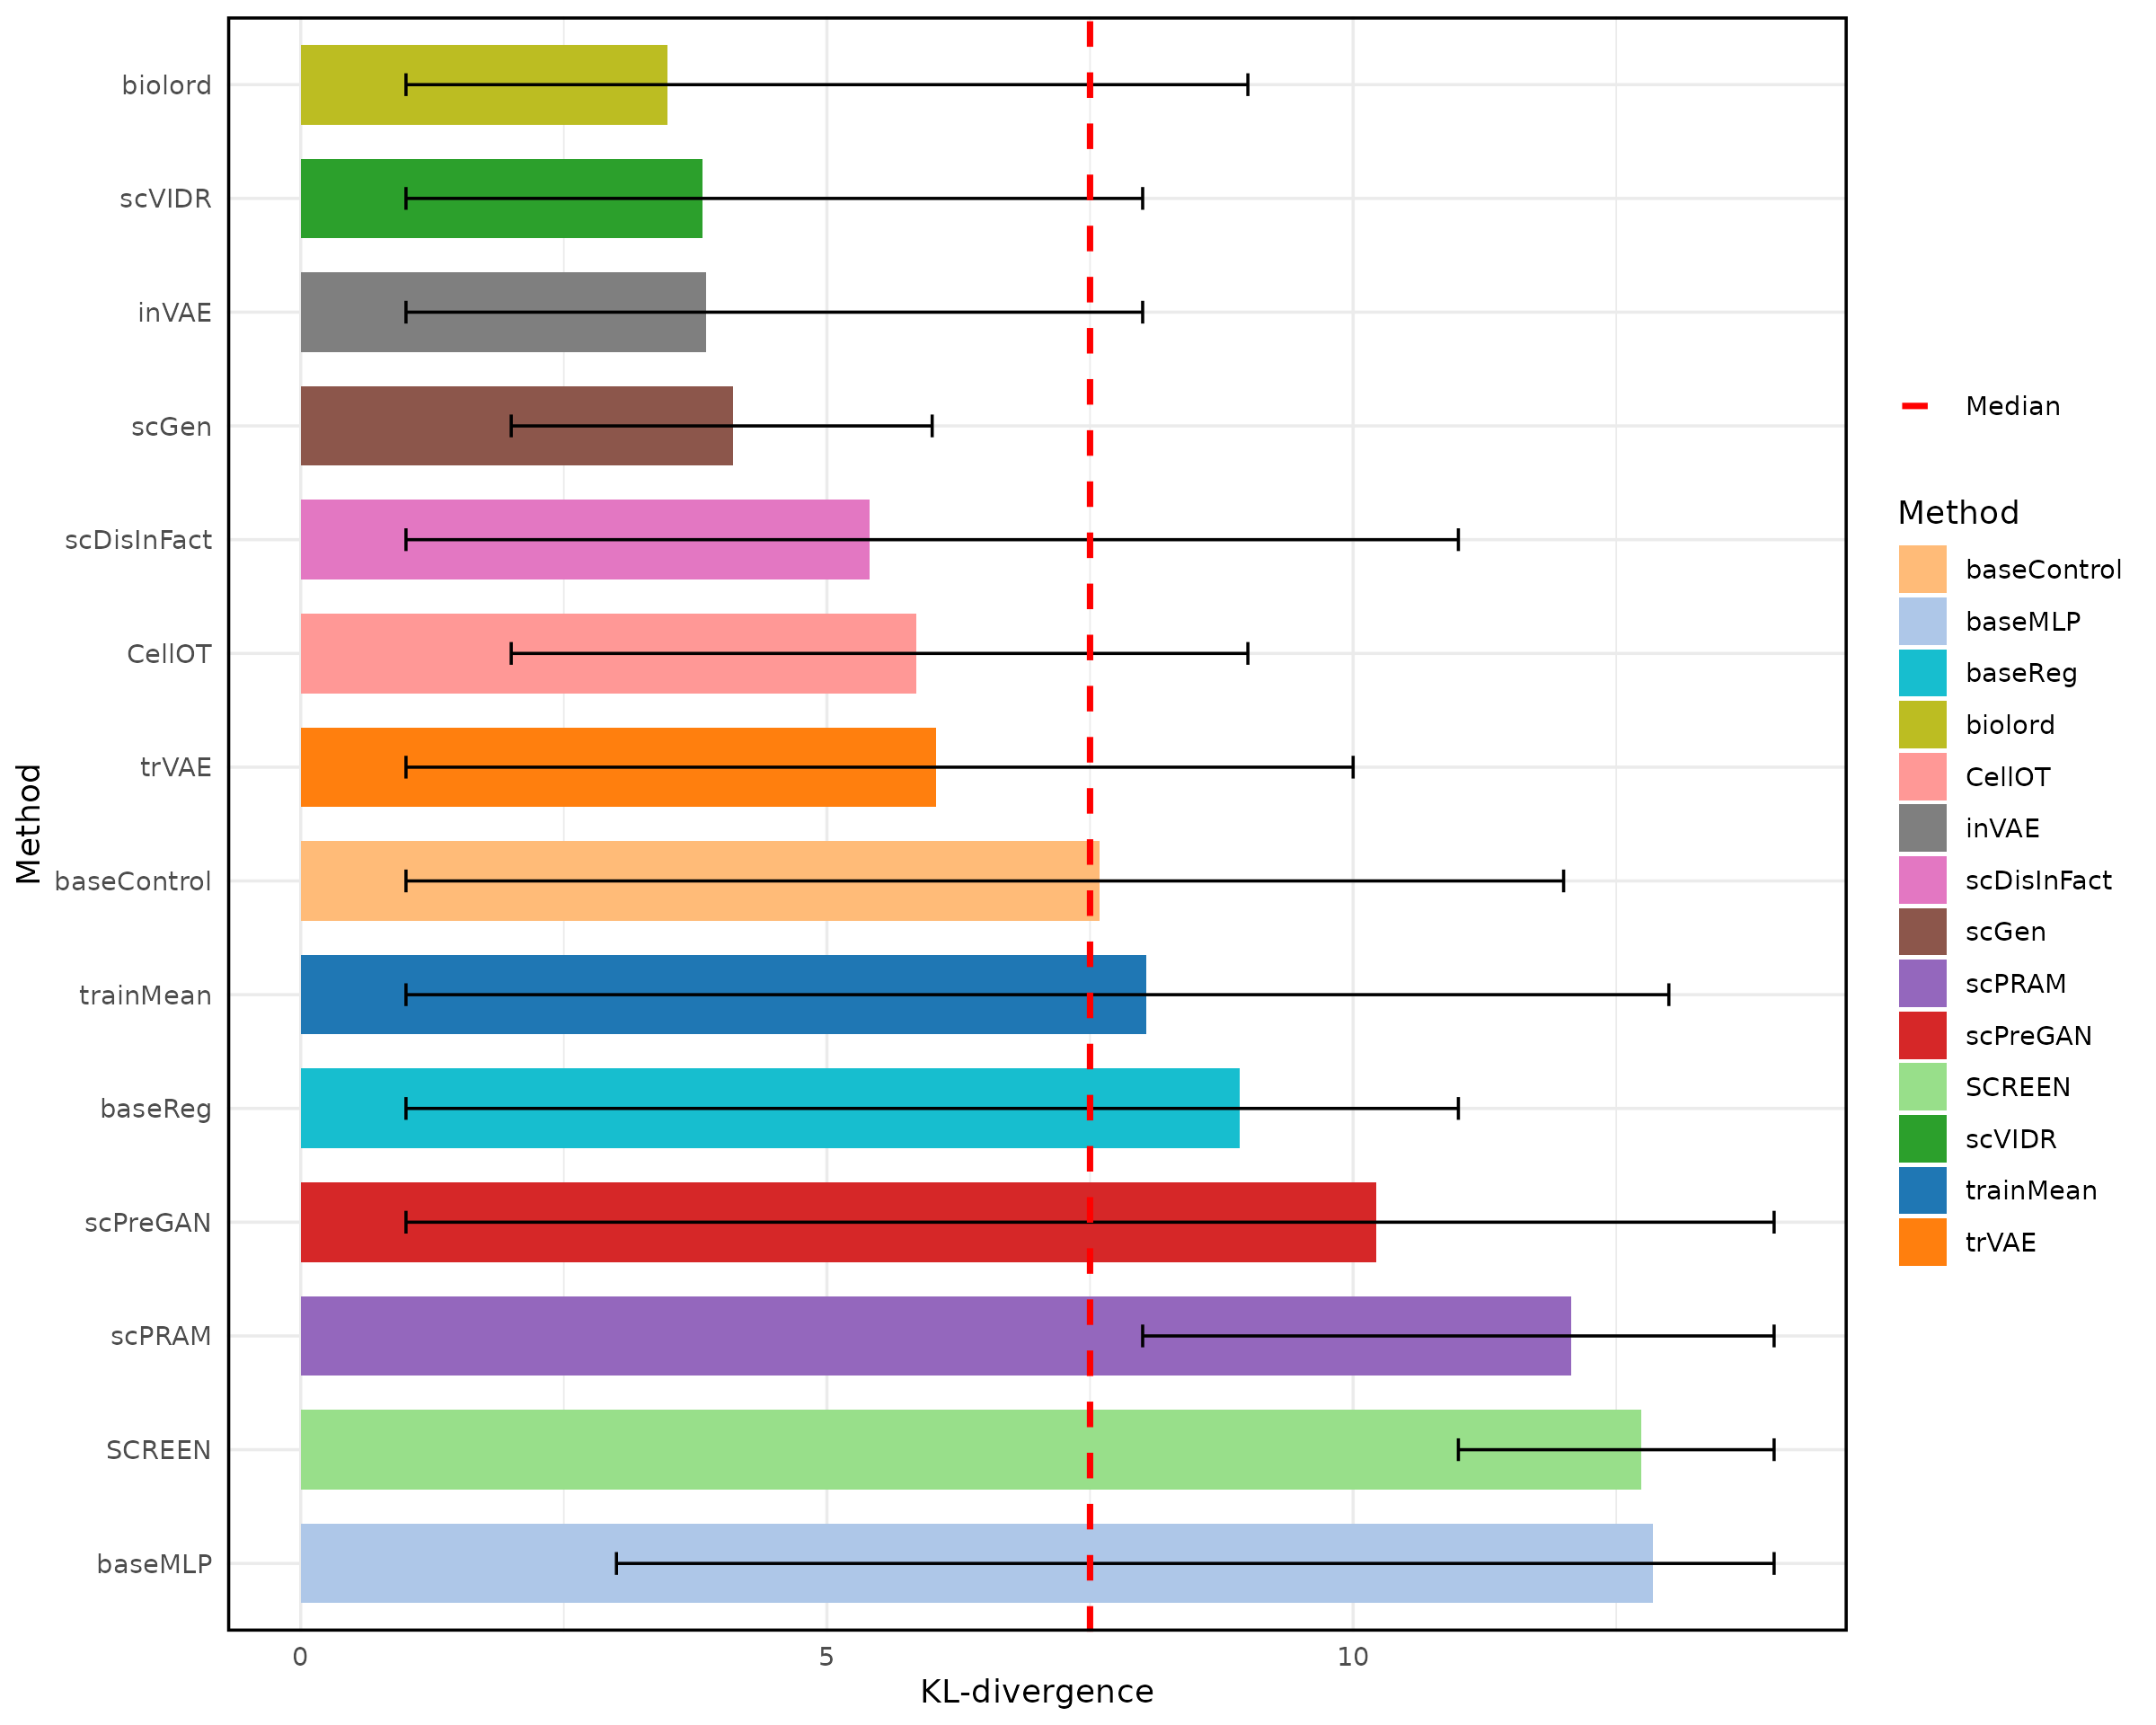 Method
biolord
scVIDR
inVAE
scGen
scDisInFact
CellOT
trVAE
baseControl
trainMean
baseReg
scPreGAN
scPRAM
SCREEN
baseMLP
0 5 10
KL-divergence
Median
Method
baseControl
baseMLP
baseReg
biolord
CellOT
inVAE
scDisInFact
scGen
scPRAM
scPreGAN
SCREEN
scVIDR
trainMean
trVAE